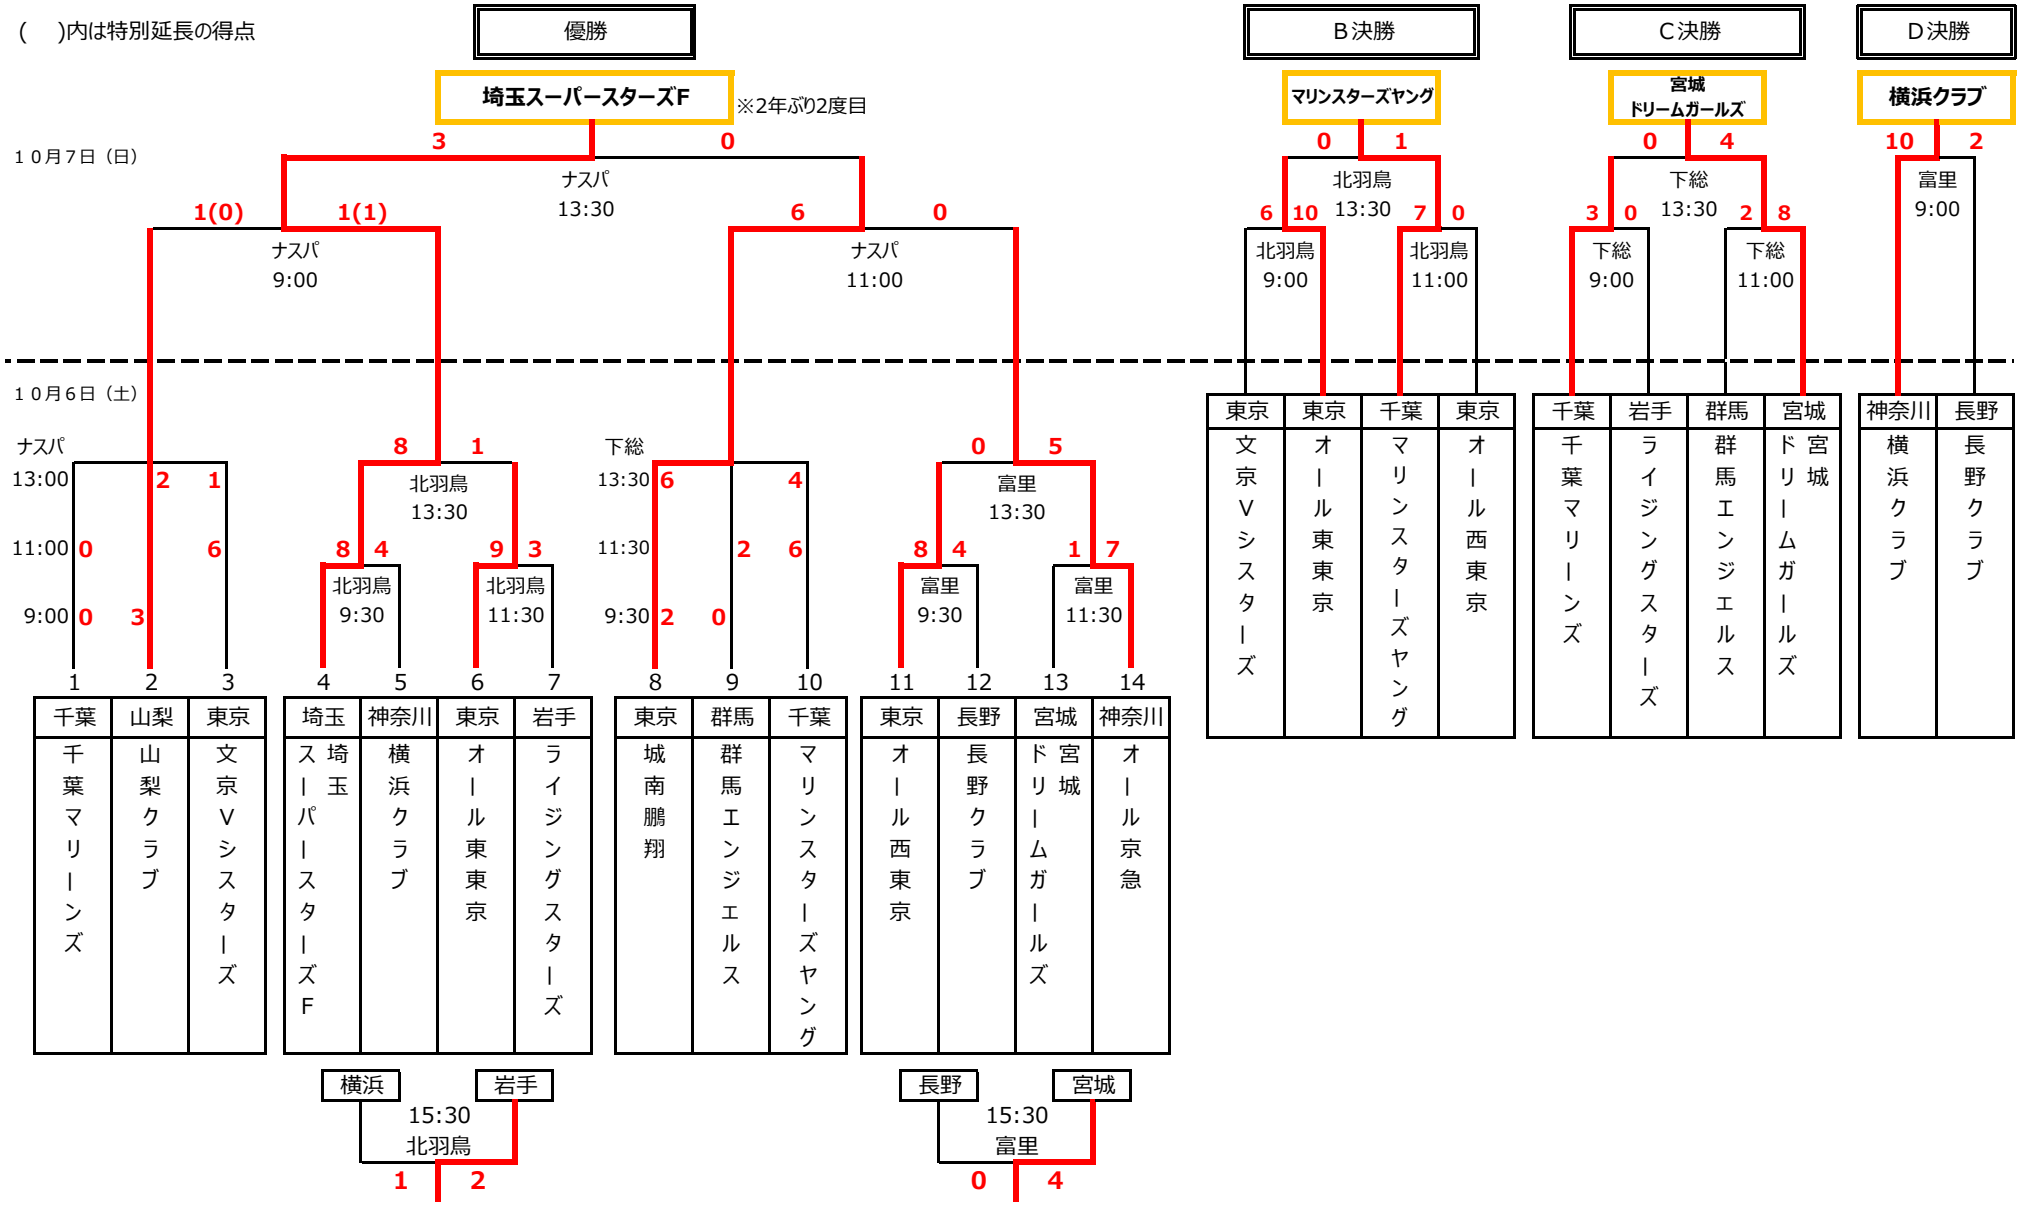 (　)内は特別延長の得点
優勝
B決勝
C決勝
D決勝
埼玉スーパースターズF
※2年ぶり2度目
マリンスターズヤング
宮城
ドリームガールズ
横浜クラブ
3 0
0 1
0 4
10 2
10月7日（日）
ナスパ
13:30
北羽鳥
13:30
下総
13:30
富里
9:00
1(0) 1(1)
6 0
6 10
7 0
3 0
2 8
ナスパ
9:00
ナスパ
11:00
北羽鳥
9:00
北羽鳥
11:00
下総
9:00
下総
11:00
10月6日（土）
東京
文京Vシスターズ
東京
オール東東京
千葉
マリンスターズヤング
東京
オール西東京
千葉
千葉マリーンズ
岩手
ライジングスターズ
群馬
群馬エンジェルス
宮城
宮城
ドリームガールズ
神奈川
横浜クラブ
長野
長野クラブ
ナスパ
13:00 2 1
11:00 0 6
9:00 0 3
8 1
北羽鳥
13:30
8 4
北羽鳥
9:30
9 3
北羽鳥
11:30
下総
13:30 6 4
11:30 2 6
9:30 2 0
0 5
富里
13:30
8 4
富里
9:30
1 7
富里
11:30
1 2 3 4 5 6 7 8 9 10 11 12 13 14
千葉
千葉マリーンズ
山梨
山梨クラブ
東京
文京Vシスターズ
埼玉
埼玉
スーパースターズF
神奈川
横浜クラブ
東京
オール東東京
岩手
ライジングスターズ
東京
城南鵬翔
群馬
群馬エンジェルス
千葉
マリンスターズヤング
東京
オール西東京
長野
長野クラブ
宮城
宮城
ドリームガールズ
神奈川
オール京急
横浜 岩手
15:30
北羽鳥
1 2
長野 宮城
15:30
富里
0 4